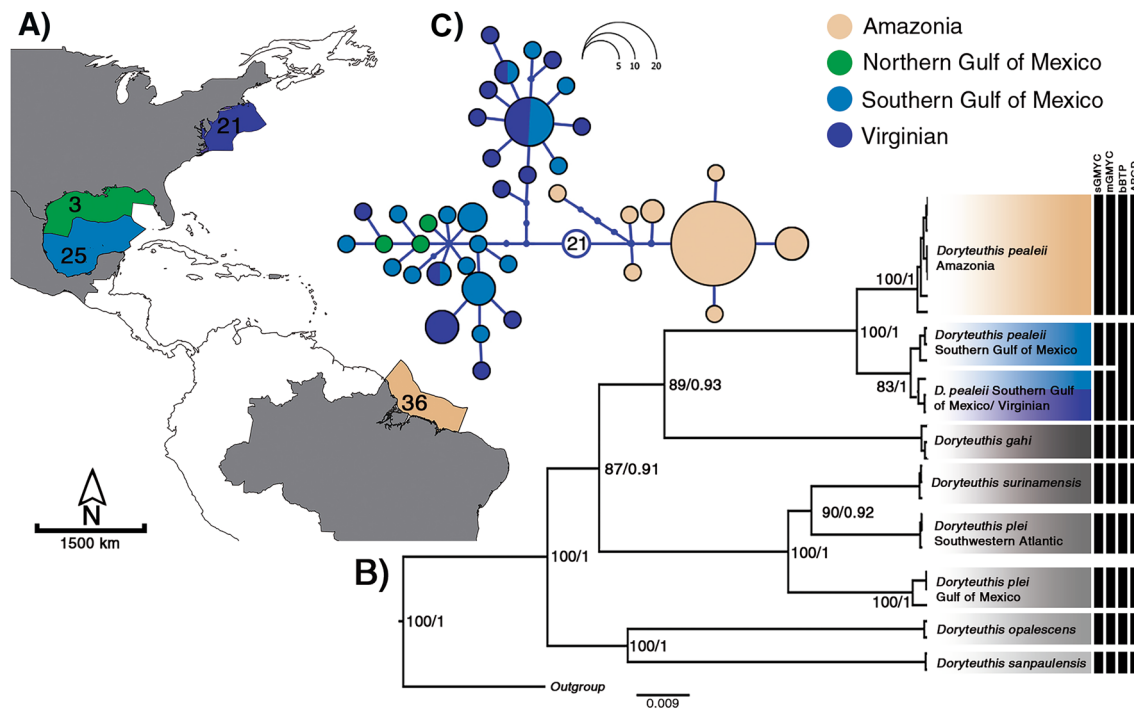 A)
21
3
25
36
N
1500 km
C)
5 10 20
21
Amazonia
Northern Gulf of Mexico
Southern Gulf of Mexico
Virginian
B)
sGMYC
mGMYC
bBTP
Doryteuthis pealeii
Amazonia
100/1
100/1
Doryteuthis pealeii
Southern Gulf of Mexico
83/1
D. pealeii Southern Gulf
of Mexico/ Virginian
89/0.93
Doryteuthis gahi
87/0.91
Doryteuthis surinamensis
90/0.92
Doryteuthis plei
Southwestern Atlantic
100/1
Doryteuthis plei
Gulf of Mexico
100/1
100/1
Doryteuthis opalescens
100/1
100/1
Doryteuthis sanpaulensis
Outgroup
0.009